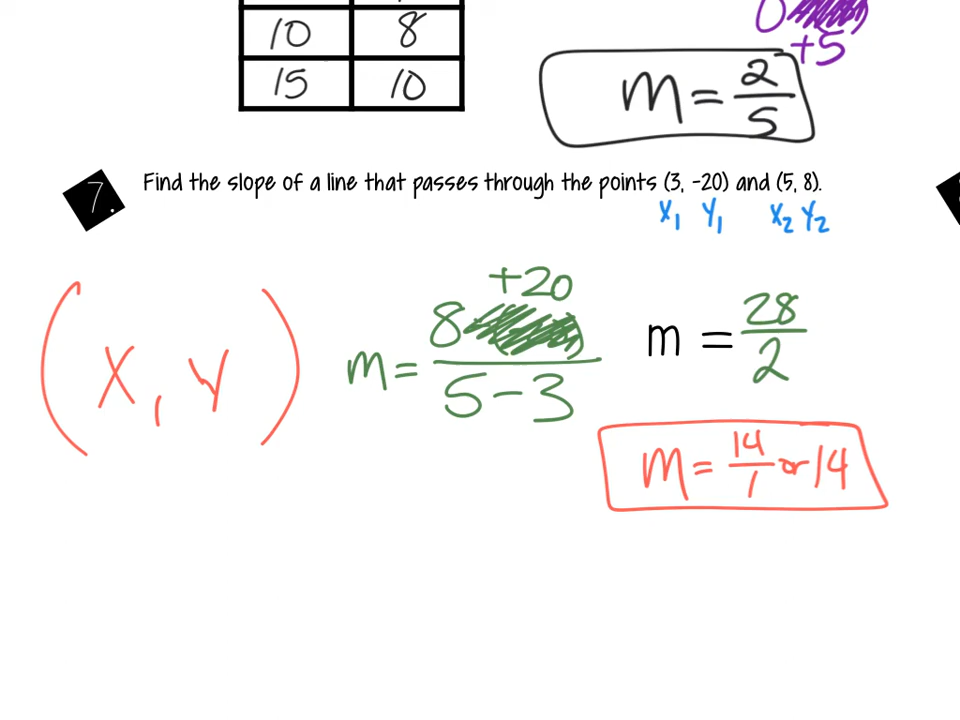 10 8
15 10
0
+5
m = 2/5
7. Find the slope of a line that passes through the points (3, -20) and (5, 8).
X1 Y1 X2 Y2
(X, Y)
+20
m = 8 / 5-3
m = 28/2
m = 14/1 or 14